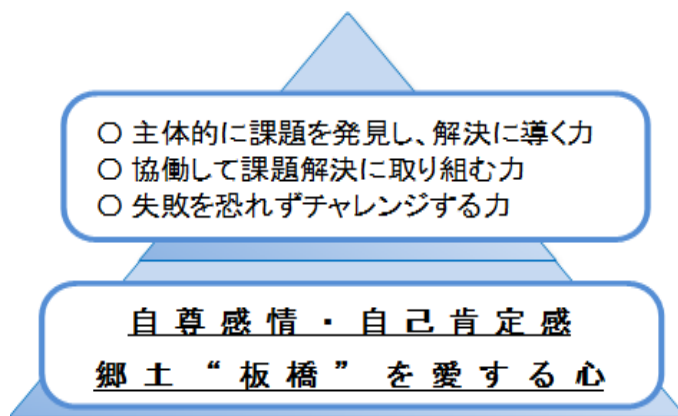 ○ 主体的に課題を発見し、解決に導く力
○ 協働して課題解決に取り組む力
○ 失敗を恐れずチャレンジする力
自尊感情・自己肯定感
郷土“板橋”を愛する心